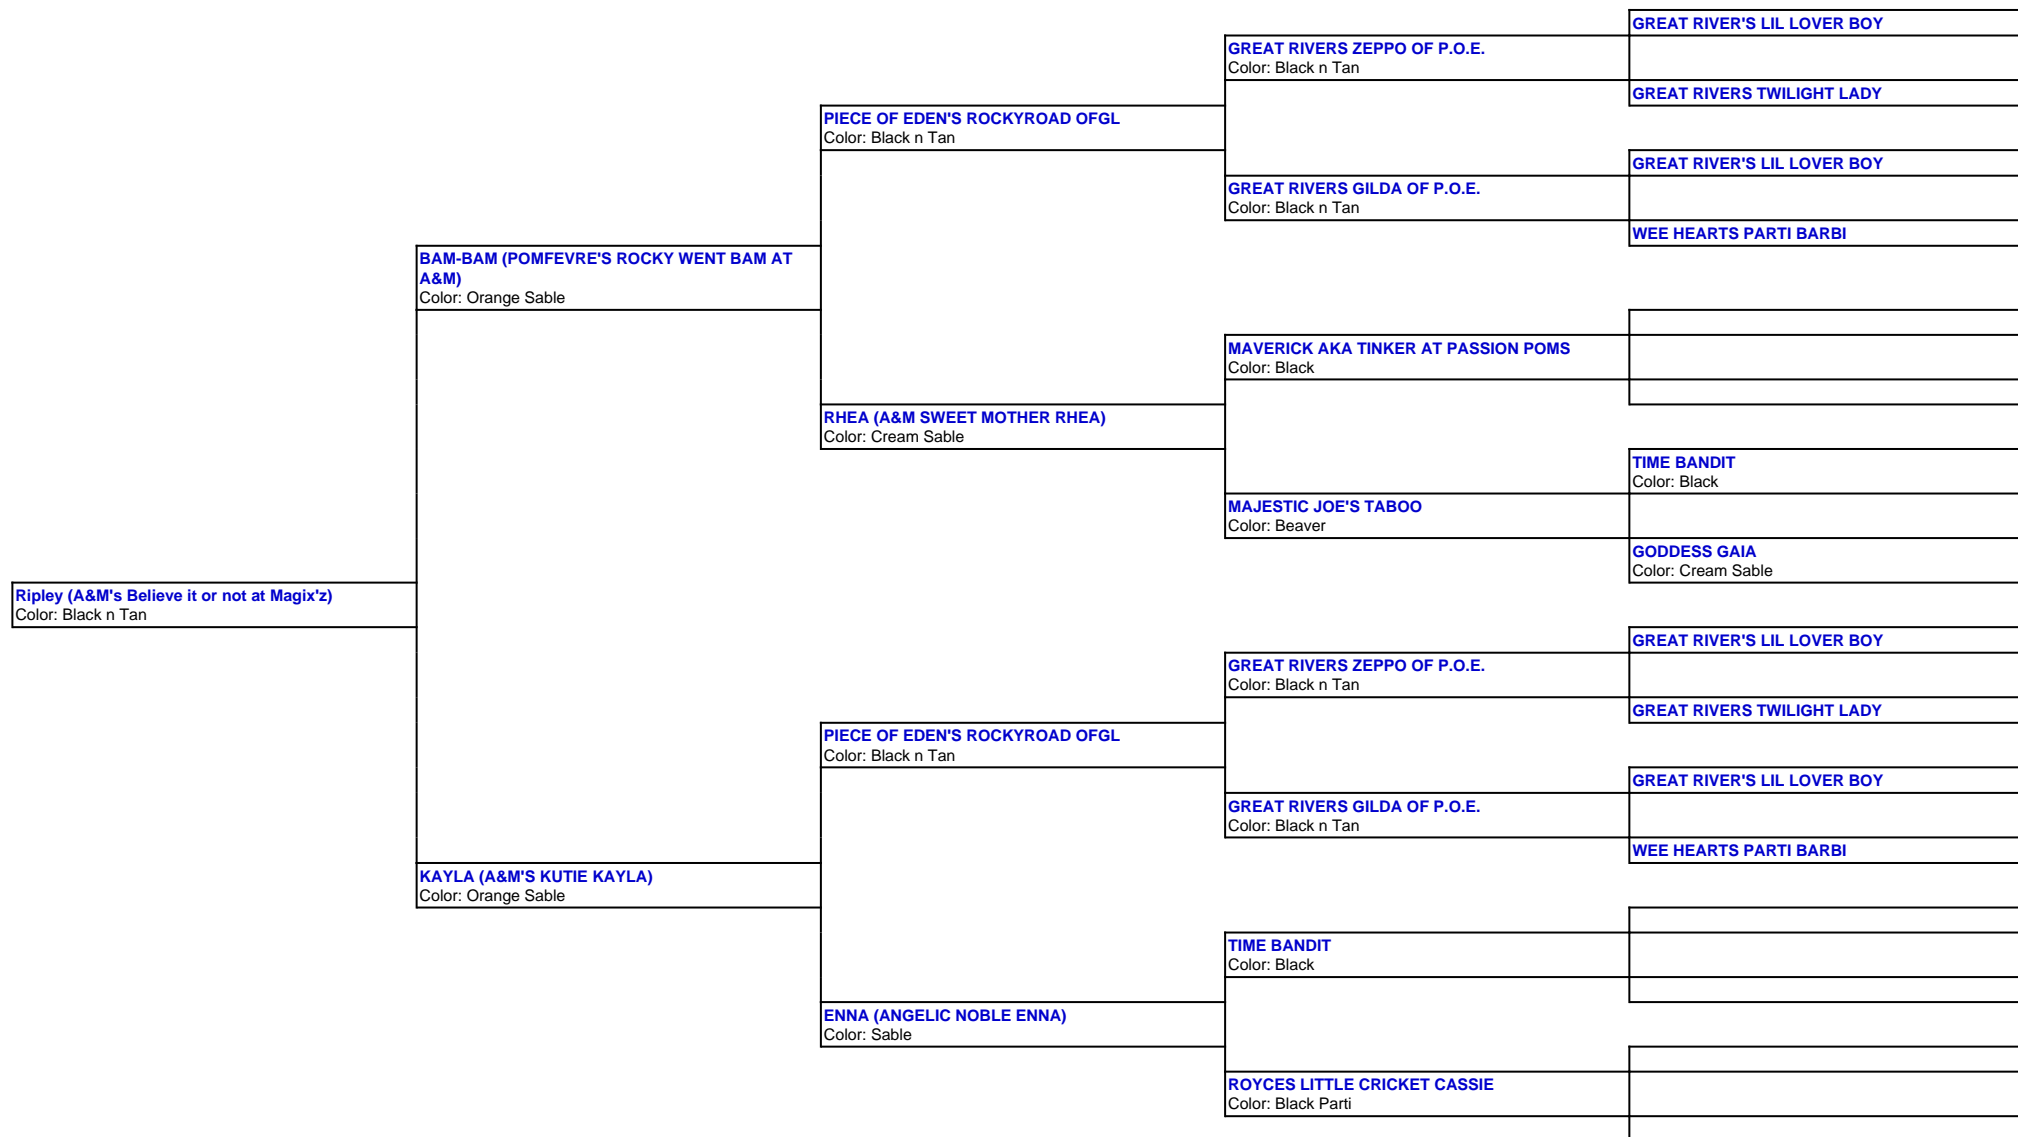 GREAT RIVER'S LIL LOVER BOY
GREAT RIVERS ZEPPO OF P.O.E.
Color: Black n Tan
GREAT RIVERS TWILIGHT LADY
PIECE OF EDEN'S ROCKYROAD OFGL
Color: Black n Tan
GREAT RIVER'S LIL LOVER BOY
GREAT RIVERS GILDA OF P.O.E.
Color: Black n Tan
WEE HEARTS PARTI BARBI
BAM-BAM (POMFEVRE'S ROCKY WENT BAM AT
A&M)
Color: Orange Sable
MAVERICK AKA TINKER AT PASSION POMS
Color: Black
RHEA (A&M SWEET MOTHER RHEA)
Color: Cream Sable
TIME BANDIT
Color: Black
MAJESTIC JOE'S TABOO
Color: Beaver
GODDESS GAIA
Color: Cream Sable
Ripley (A&M's Believe it or not at Magix'z)
Color: Black n Tan
GREAT RIVER'S LIL LOVER BOY
GREAT RIVERS ZEPPO OF P.O.E.
Color: Black n Tan
GREAT RIVERS TWILIGHT LADY
PIECE OF EDEN'S ROCKYROAD OFGL
Color: Black n Tan
GREAT RIVER'S LIL LOVER BOY
GREAT RIVERS GILDA OF P.O.E.
Color: Black n Tan
WEE HEARTS PARTI BARBI
KAYLA (A&M'S KUTIE KAYLA)
Color: Orange Sable
TIME BANDIT
Color: Black
ENNA (ANGELIC NOBLE ENNA)
Color: Sable
ROYCES LITTLE CRICKET CASSIE
Color: Black Parti